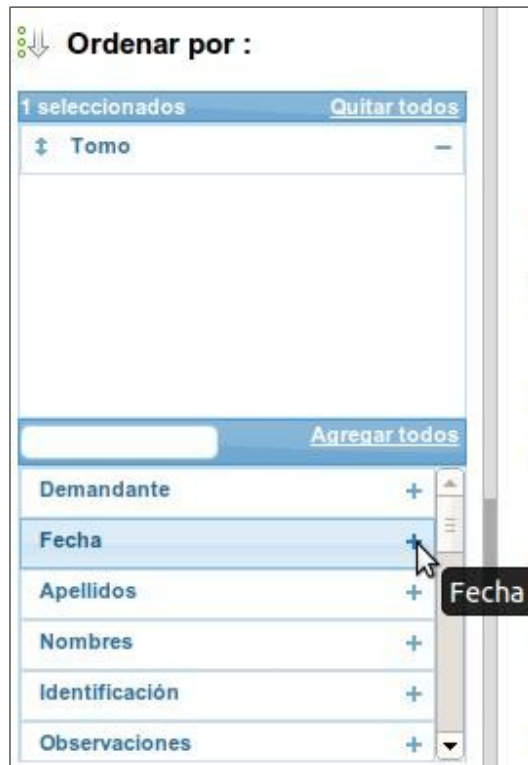 Ordenar por :
1 seleccionados Quitar todos
Tomo
Agregar todos
Demandante
Fecha
Apellidos Fecha
Nombres
Identificación
Observaciones